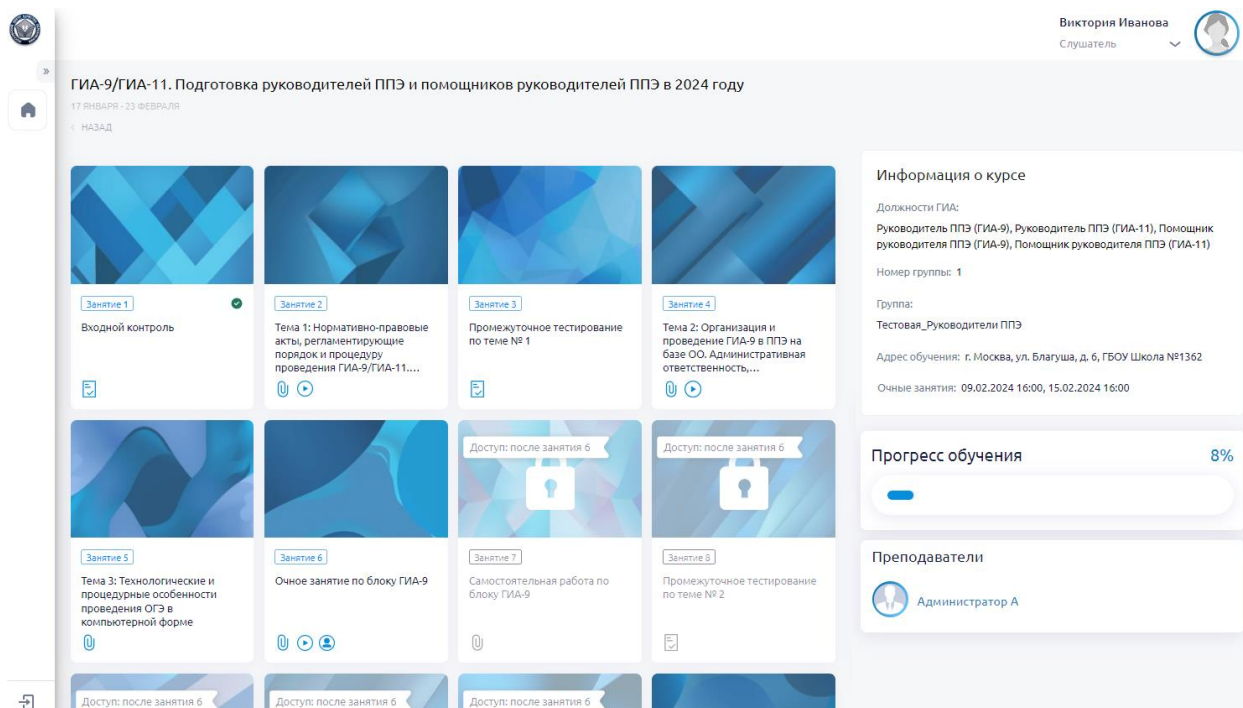 Виктория Иванова
Слушатель
»
ГИА-9/ГИА-11. Подготовка руководителей ППЭ и помощников руководителей ППЭ в 2024 году
17 ЯНВАРЯ - 23 ФЕВРАЛЯ
< НАЗАД
Занятие 1
Входной контроль
Занятие 2
Тема 1: Нормативно-правовые
акты, регламентирующие
порядок и процедуру
проведения ГИА-9/ГИА-11....
Занятие 3
Промежуточное тестирование
по теме № 1
Занятие 4
Тема 2: Организация и
проведение ГИА-9 в ППЭ на
базе ОО. Административная
ответственность,...
Занятие 5
Тема 3: Технологические и
процедурные особенности
проведения ОГЭ в
компьютерной форме
Занятие 6
Очное занятие по блоку ГИА-9
Доступ: после занятия 6
Занятие 7
Самостоятельная работа по
блоку ГИА-9
Доступ: после занятия 6
Занятие 8
Промежуточное тестирование
по теме № 2
Доступ: после занятия 6
Доступ: после занятия 6
Доступ: после занятия 6
Информация о курсе
Должности ГИА:
Руководитель ППЭ (ГИА-9), Руководитель ППЭ (ГИА-11), Помощник
руководителя ППЭ (ГИА-9), Помощник руководителя ППЭ (ГИА-11)
Номер группы: 1
Группа:
Тестовая_Руководители ППЭ
Адрес обучения: г. Москва, ул. Благуша, д. 6, ГБОУ Школа №1362
Очные занятия: 09.02.2024 16:00, 15.02.2024 16:00
Прогресс обучения 8%
Преподаватели
Администратор А